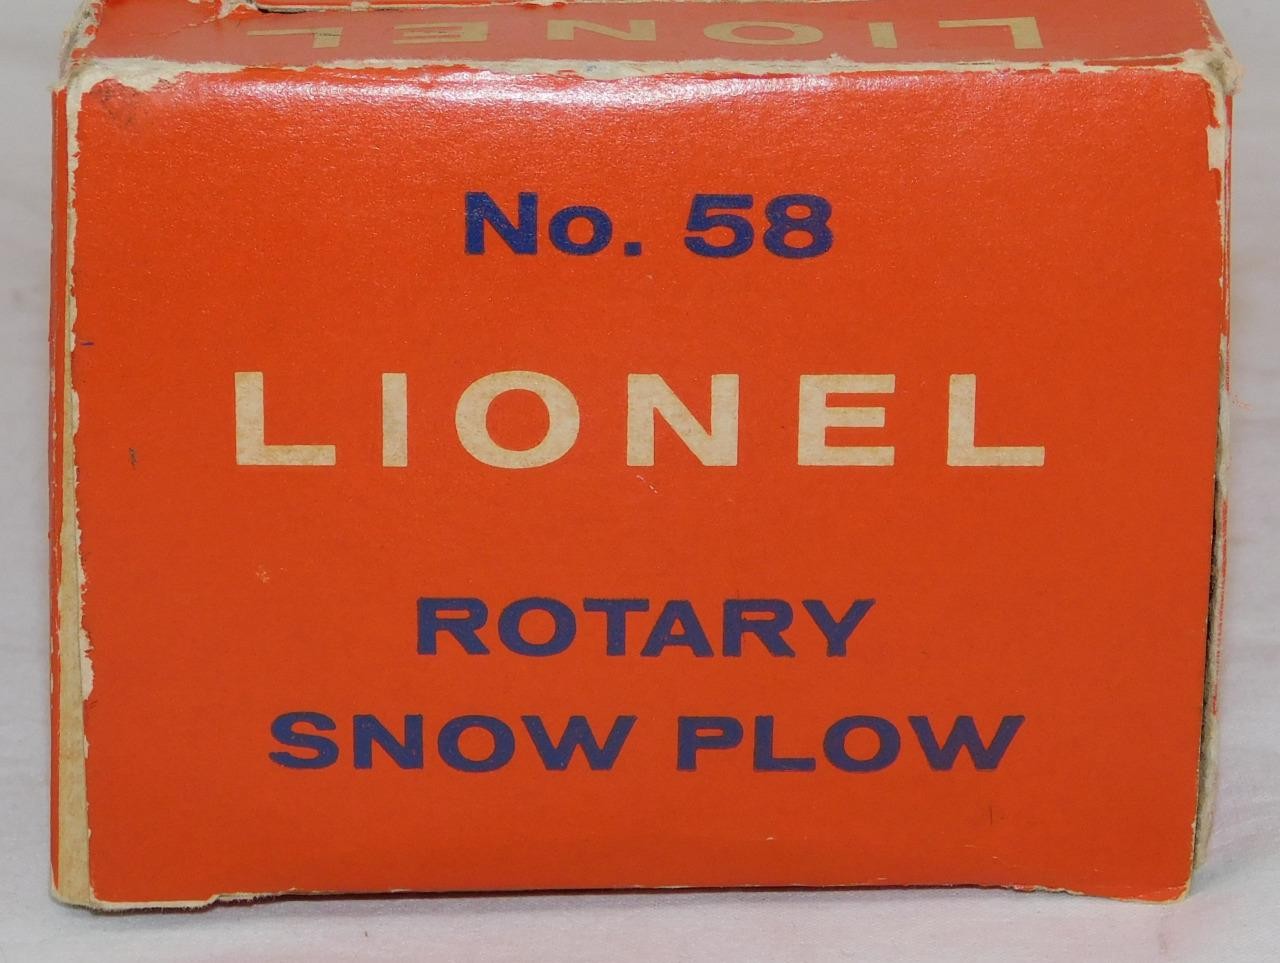 LIONEL
No. 58
LIONEL
ROTARY
SNOW PLOW